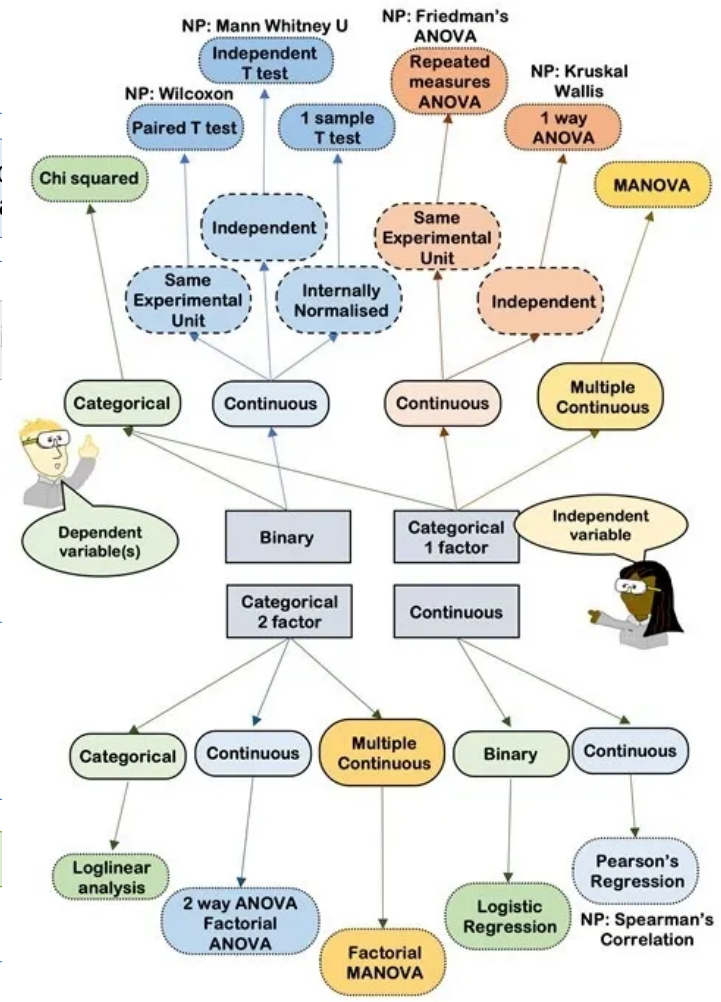 NP: Mann Whitney U
Independent
T test
NP: Friedman's
ANOVA
Repeated
measures
ANOVA
NP: Wilcoxon
Paired T test
1 sample
T test
NP: Kruskal
Wallis
1 way
ANOVA
Chi squared
MANOVA
Independent
Same
Experimental
Unit
Same
Experimental
Unit
Internally
Normalised
Independent
Categorical
Continuous
Continuous
Multiple
Continuous
Dependent
variable(s)
Binary
Categorical
1 factor
Independent
variable
Categorical
2 factor
Continuous
Categorical
Continuous
Multiple
Continuous
Binary
Continuous
Loglinear
analysis
2 way ANOVA
Factorial
ANOVA
Factorial
MANOVA
Logistic
Regression
Pearson's
Regression
NP: Spearman's
Correlation